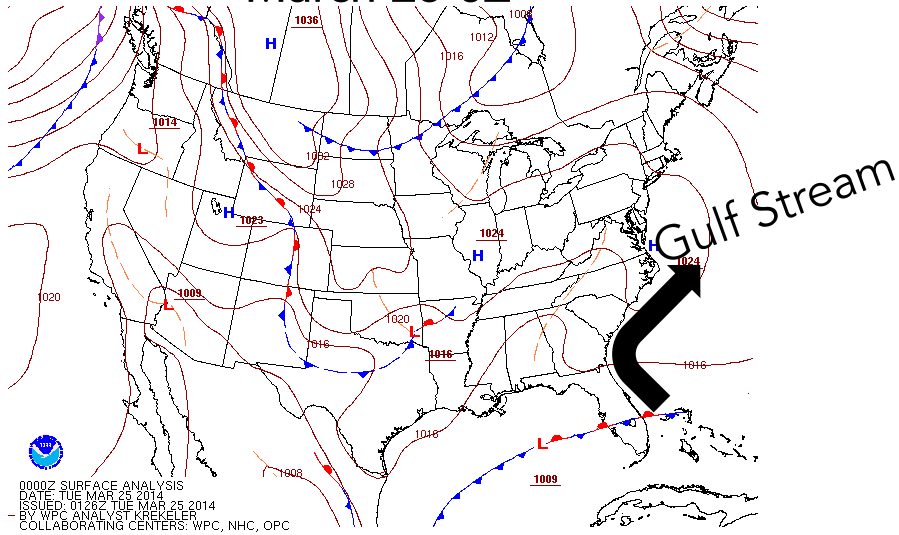 1036
1008
1012
1016
1014
1032
1028
1024
1023
1024
Gulf Stream
H
H
H
H
1024
L
L
L
L
1020
1009
1020
1016
1016
1016
1016
1008
1009
0000Z SURFACE ANALYSIS
DATE: TUE MAR 25 2014
ISSUED: 0126Z TUE MAR 25 2014
BY WPC ANALYST KREKELER
COLLABORATING CENTERS: WPC, NHC, OPC